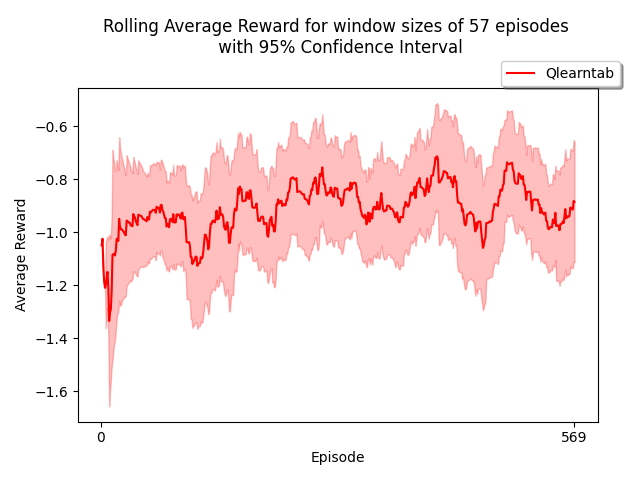 Rolling Average Reward for window sizes of 57 episodes
with 95% Confidence Interval
Qlearntab
−0.6
−0.8
−1.0
−1.2
−1.4
−1.6
Average Reward
0
569
Episode